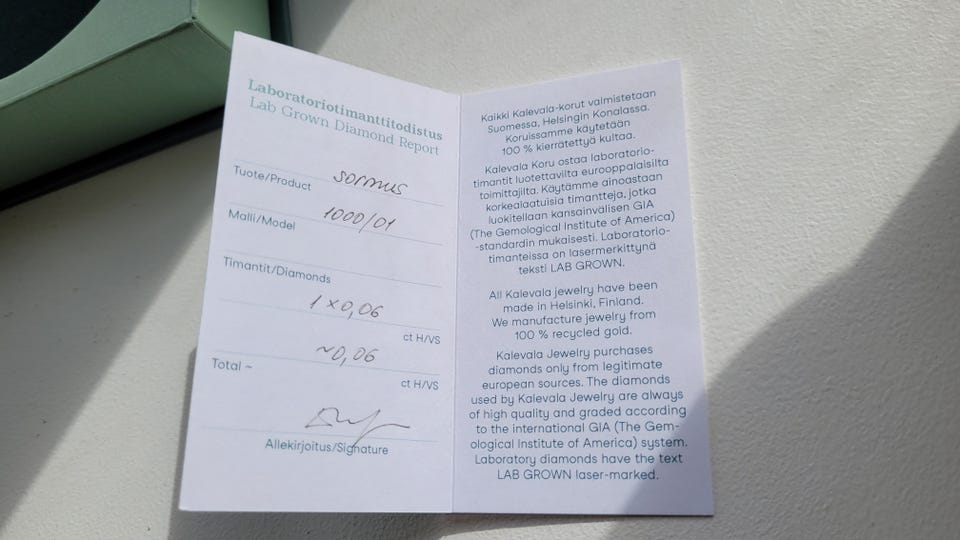 Laboratoriotimanttitodistus
Lab Grown Diamond Report
Tuote/Product sormus
Malli/Model 1000/01
Timantit/Diamonds
1 x 0,06
ct H/VS
~0,06
Total ~
ct H/VS
Allekirjoitus/Signature
Kaikki Kalevala-korut valmistetaan
Suomessa, Helsingin Konalassa.
Koruissamme käytetään
100 % kierrätettyä kultaa.
Kalevala Koru ostaa laboratorio-
timantit luotettavilta eurooppalaisilta
toimittajilta. Käytämme ainoastaan
korkealaatuisia timantteja, jotka
luokitellaan kansainvälisen GIA
(The Gemological Institute of America)
-standardin mukaisesti. Laboratorio-
timanteissa on lasermerkittynä
teksti LAB GROWN.
All Kalevala jewelry have been
made in Helsinki, Finland.
We manufacture jewelry from
100 % recycled gold.
Kalevala Jewelry purchases
diamonds only from legitimate
european sources. The diamonds
used by Kalevala Jewelry are always
of high quality and graded according
to the international GIA (The Gem-
ological Institute of America) system.
Laboratory diamonds have the text
LAB GROWN laser-marked.